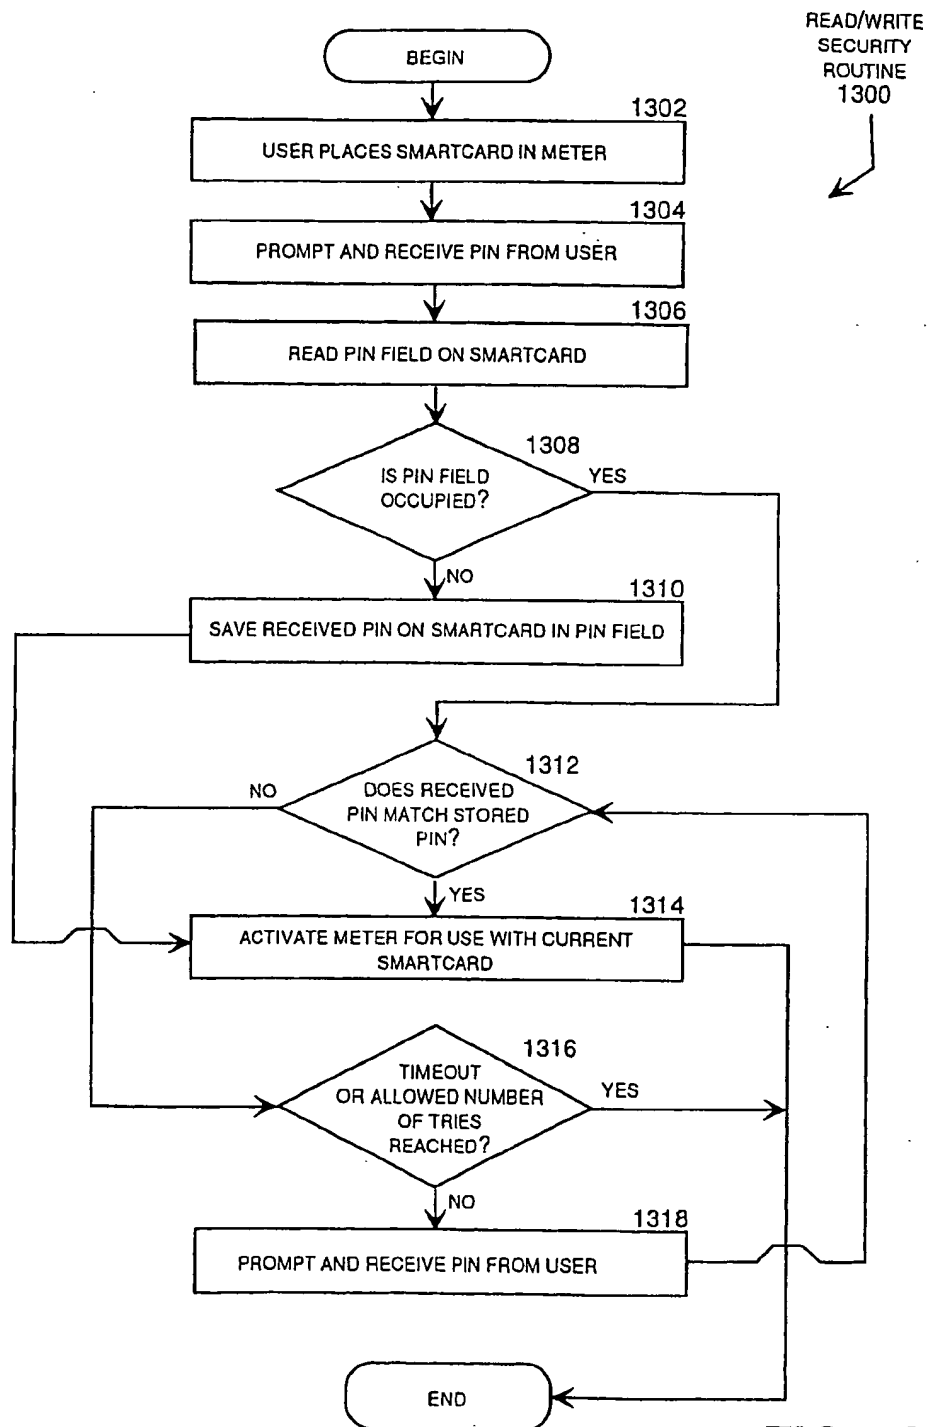 READ/WRITE
SECURITY
ROUTINE
1300
BEGIN
1302
USER PLACES SMARTCARD IN METER
1304
PROMPT AND RECEIVE PIN FROM USER
1306
READ PIN FIELD ON SMARTCARD
1308
IS PIN FIELD
OCCUPIED?
YES
NO
1310
SAVE RECEIVED PIN ON SMARTCARD IN PIN FIELD
1312
NO
DOES RECEIVED
PIN MATCH STORED
PIN?
YES
1314
ACTIVATE METER FOR USE WITH CURRENT
SMARTCARD
1316
TIMEOUT
OR ALLOWED NUMBER
OF TRIES
REACHED?
YES
NO
1318
PROMPT AND RECEIVE PIN FROM USER
END